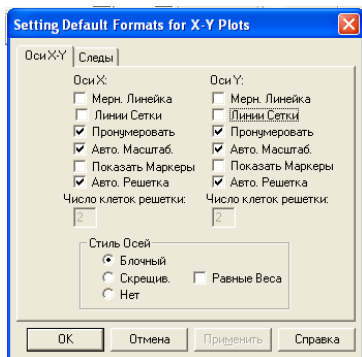 Setting Default Formats for X-Y Plots
Оси X-Y Следы
Оси X: Оси Y:
Мерн. Линейка Мерн. Линейка
Линии Сетки Линии Сетки
Пронумеровать Пронумеровать
Авто. Масштаб. Авто. Масштаб.
Показать Маркеры Показать Маркеры
Авто. Решетка Авто. Решетка
Число клеток решетки: Число клеток решетки:
2 2
Стиль Осей
Блочный
Скрещив. Равные Веса
Нет
OK Отмена Применить Справка